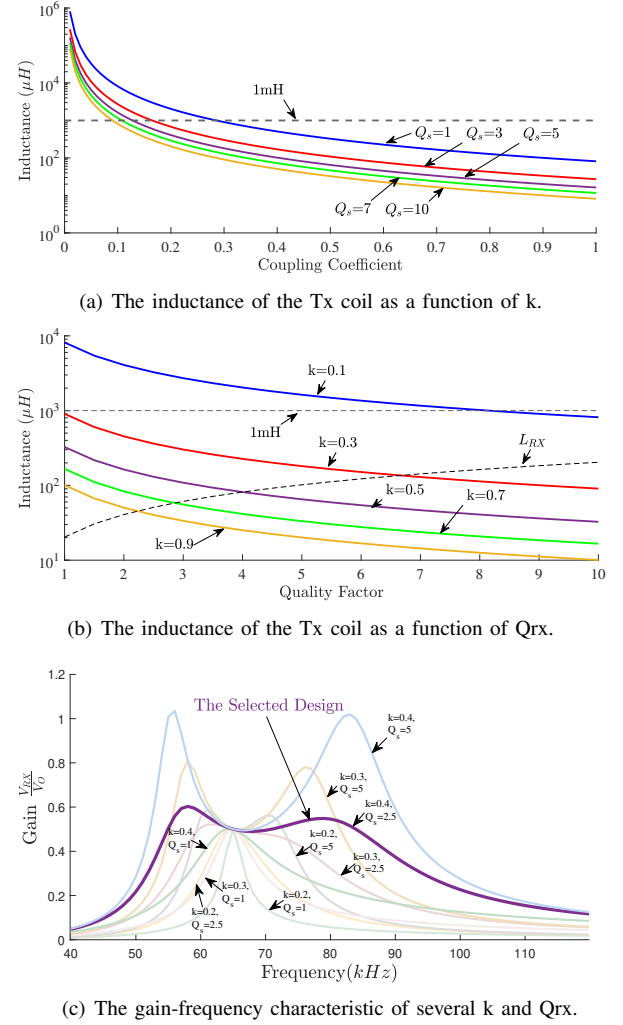 10^6
10^4
10^2
10^0
Inductance (μH)
1mH
Q_s=1
Q_s=3
Q_s=5
Q_s=7
Q_s=10
0 0.1 0.2 0.3 0.4 0.5 0.6 0.7 0.8 0.9 1
Coupling Coefficient
(a) The inductance of the Tx coil as a function of k.
10^4
10^3
10^2
10^1
Inductance (μH)
k=0.1
1mH
k=0.3
L_{RX}
k=0.5
k=0.7
k=0.9
1 2 3 4 5 6 7 8 9 10
Quality Factor
(b) The inductance of the Tx coil as a function of Qrx.
1.2
1
0.8
0.6
0.4
0.2
0
Gain V_{RX}/V_O
The Selected Design
k=0.4,
Q_s=5
k=0.3,
Q_s=5
k=0.4,
Q_s=2.5
k=0.4,
Q_s=1
k=0.2,
Q_s=5
k=0.3,
Q_s=2.5
k=0.3,
Q_s=1
k=0.2,
Q_s=1
k=0.2,
Q_s=2.5
40 50 60 70 80 90 100 110
Frequency(kHz)
(c) The gain-frequency characteristic of several k and Qrx.